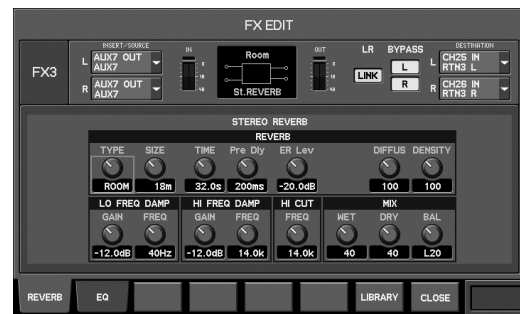 FX EDIT
FX3
INSERT/SOURCE
L AUX7 OUT
AUX7
R AUX7 OUT
AUX7
IN
Room
St.REVERB
OUT
LR
LINK
BYPASS
L
R
DESTINATION
L CH25 IN
RTN3 L
R CH26 IN
RTN3 R
STEREO REVERB
REVERB
TYPE SIZE TIME Pre Dly ER Lev DIFFUS DENSITY
ROOM 18m 32.0s 200ms -20.0dB 100 100
LO FREQ DAMP HI FREQ DAMP HI CUT MIX
GAIN FREQ GAIN FREQ FREQ WET DRY BAL
-12.0dB 40Hz -12.0dB 14.0k 14.0k 40 40 L20
REVERB EQ LIBRARY CLOSE